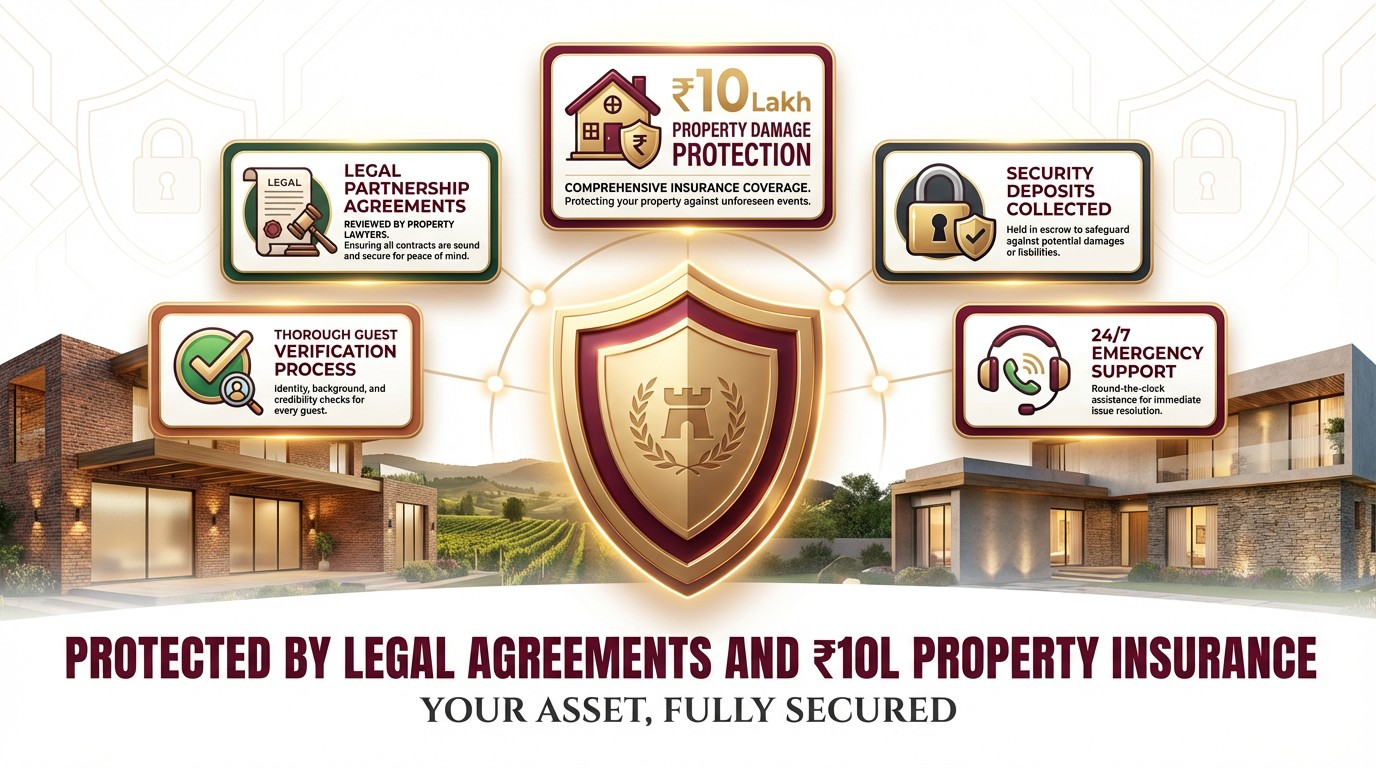 ₹10 Lakh
PROPERTY DAMAGE
PROTECTION
COMPREHENSIVE INSURANCE COVERAGE.
Protecting your property against unforeseen events.
₹
LEGAL
LEGAL
PARTNERSHIP
AGREEMENTS
REVIEWED BY PROPERTY
LAWTERS.
Ensuring all contracts are sound
and secure for peace of mind.
SECURITY
DEPOSITS
COLLECTED
Held in escrow to safeguard
against potential damages
or fisbilities.
THOROUGH GUEST
VERIFICATION
PROCESS
Identity, background, and
credibility checks for
every guest.
24/7
EMERGENCY
SUPPORT
Round-the-clock
assistance for immediate
issue resolution.
PROTECTED BY LEGAL AGREEMENTS AND ₹10L PROPERTY INSURANCE
YOUR ASSET, FULLY SECURED